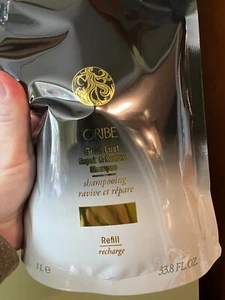 ORIBE
Gold Lust
Repair & Restore
Shampoo
shampooing
ravive et répare
Refill
recharge
1L ℮
33.8 FL.OZ.